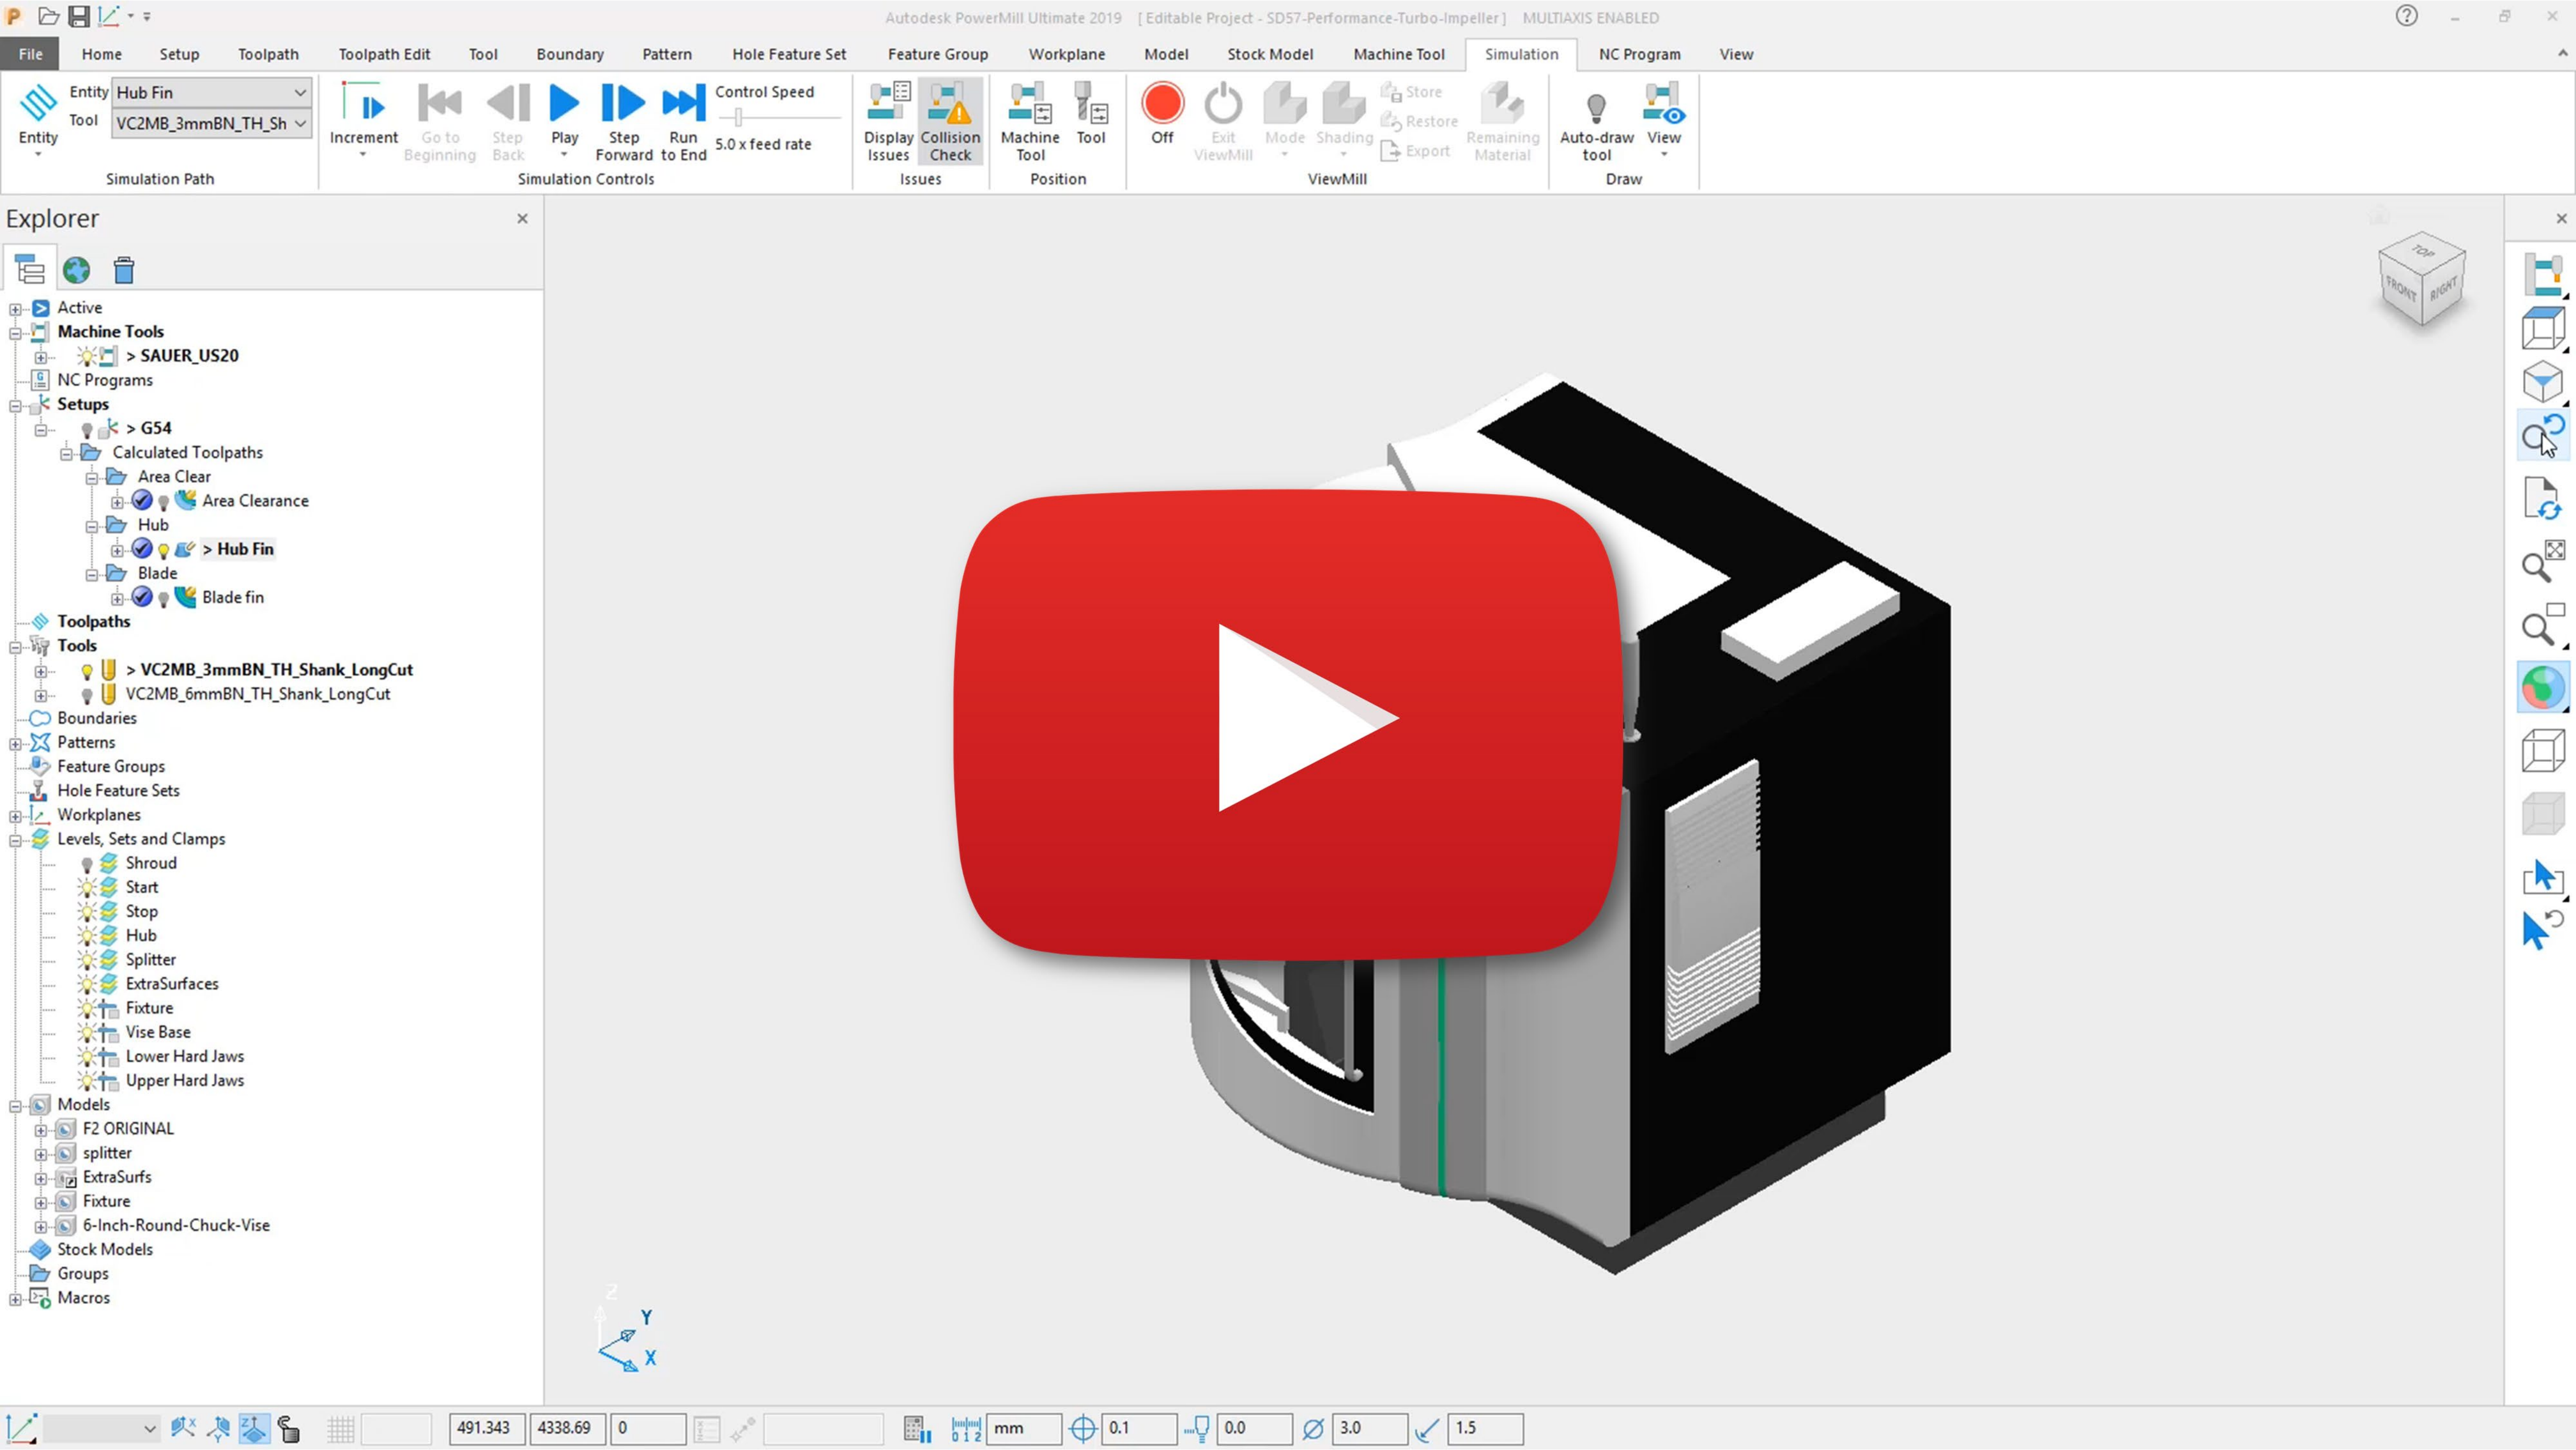 Autodesk PowerMill Ultimate 2019 [ Editable Project - SD57-Performance-Turbo-Impeller ] MULTIAXIS ENABLED
File Home Setup Toolpath Toolpath Edit Tool Boundary Pattern Hole Feature Set Feature Group Workplane Model Stock Model Machine Tool Simulation NC Program View
Entity
Entity Hub Fin
Tool VC2MB_3mmBN_TH_Sh
Simulation Path
Increment
Go to
Beginning
Step
Back
Play
Step
Forward
Run
to End
Control Speed
5.0 x feed rate
Simulation Controls
Display
Issues
Collision
Check
Issues
Machine
Tool
Tool
Position
Off
Exit
ViewMill
Mode
Shading
Store
Restore
Export
Remaining
Material
ViewMill
Auto-draw
tool
View
Draw
Explorer
Active
Machine Tools
> SAUER_US20
NC Programs
Setups
> G54
Calculated Toolpaths
Area Clear
Area Clearance
Hub
> Hub Fin
Blade
Blade fin
Toolpaths
Tools
> VC2MB_3mmBN_TH_Shank_LongCut
VC2MB_6mmBN_TH_Shank_LongCut
Boundaries
Patterns
Feature Groups
Hole Feature Sets
Workplanes
Levels, Sets and Clamps
Shroud
Start
Stop
Hub
Splitter
ExtraSurfaces
Fixture
Vise Base
Lower Hard Jaws
Upper Hard Jaws
Models
F2 ORIGINAL
splitter
ExtraSurfs
Fixture
6-Inch-Round-Chuck-Vise
Stock Models
Groups
Macros
TOP
FRONT RIGHT
Z
Y
X
491.343 4338.69 0 mm 0.1 0.0 3.0 1.5